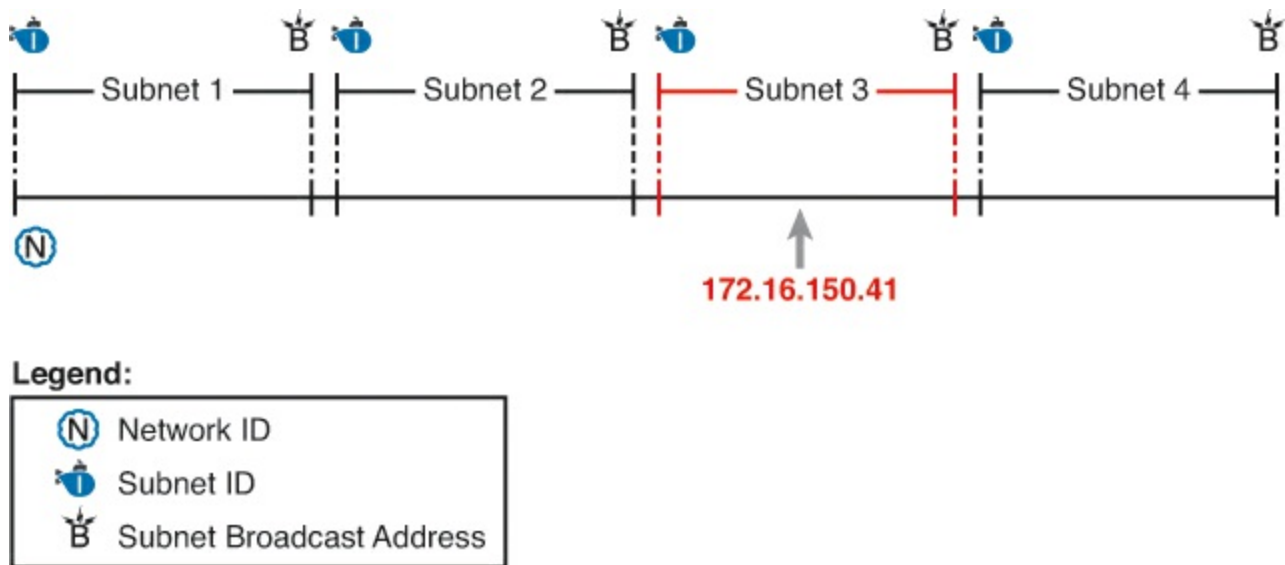 I B I B I B I B
Subnet 1 Subnet 2 Subnet 3 Subnet 4
N
172.16.150.41
Legend:
N Network ID
I Subnet ID
B Subnet Broadcast Address